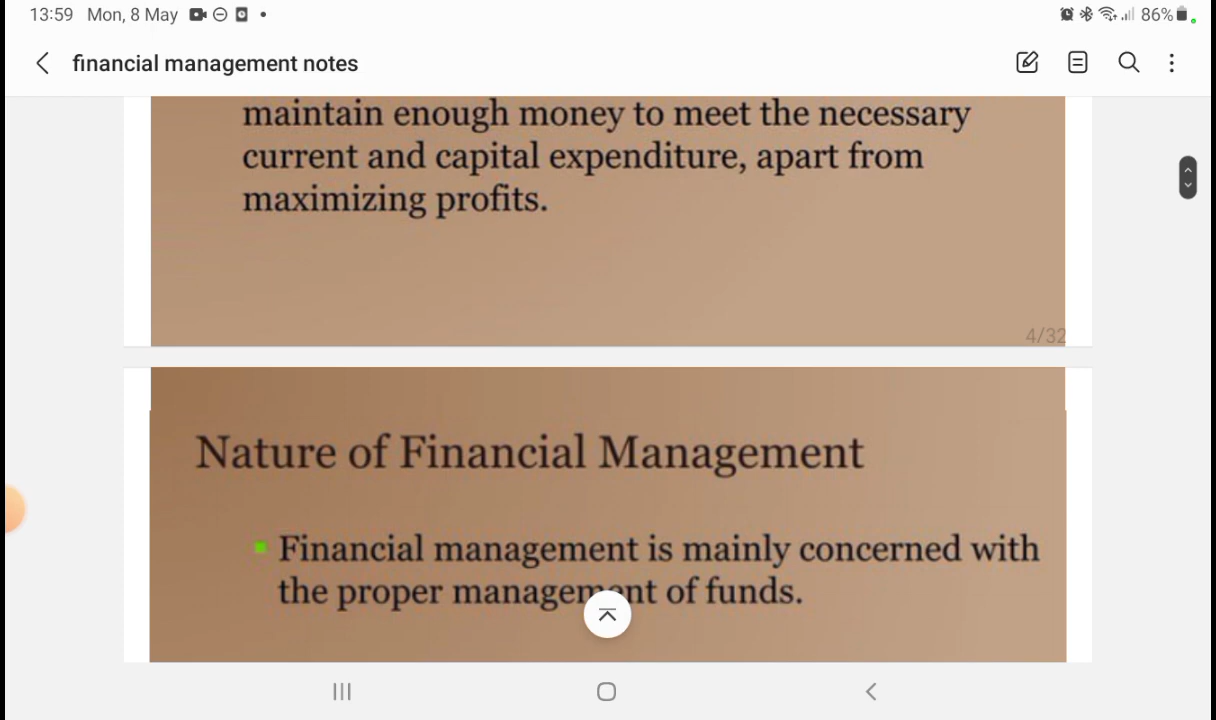 13:59 Mon, 8 May
86%
financial management notes
maintain enough money to meet the necessary
current and capital expenditure, apart from
maximizing profits.
4/32
Nature of Financial Management
Financial management is mainly concerned with
the proper management of funds.